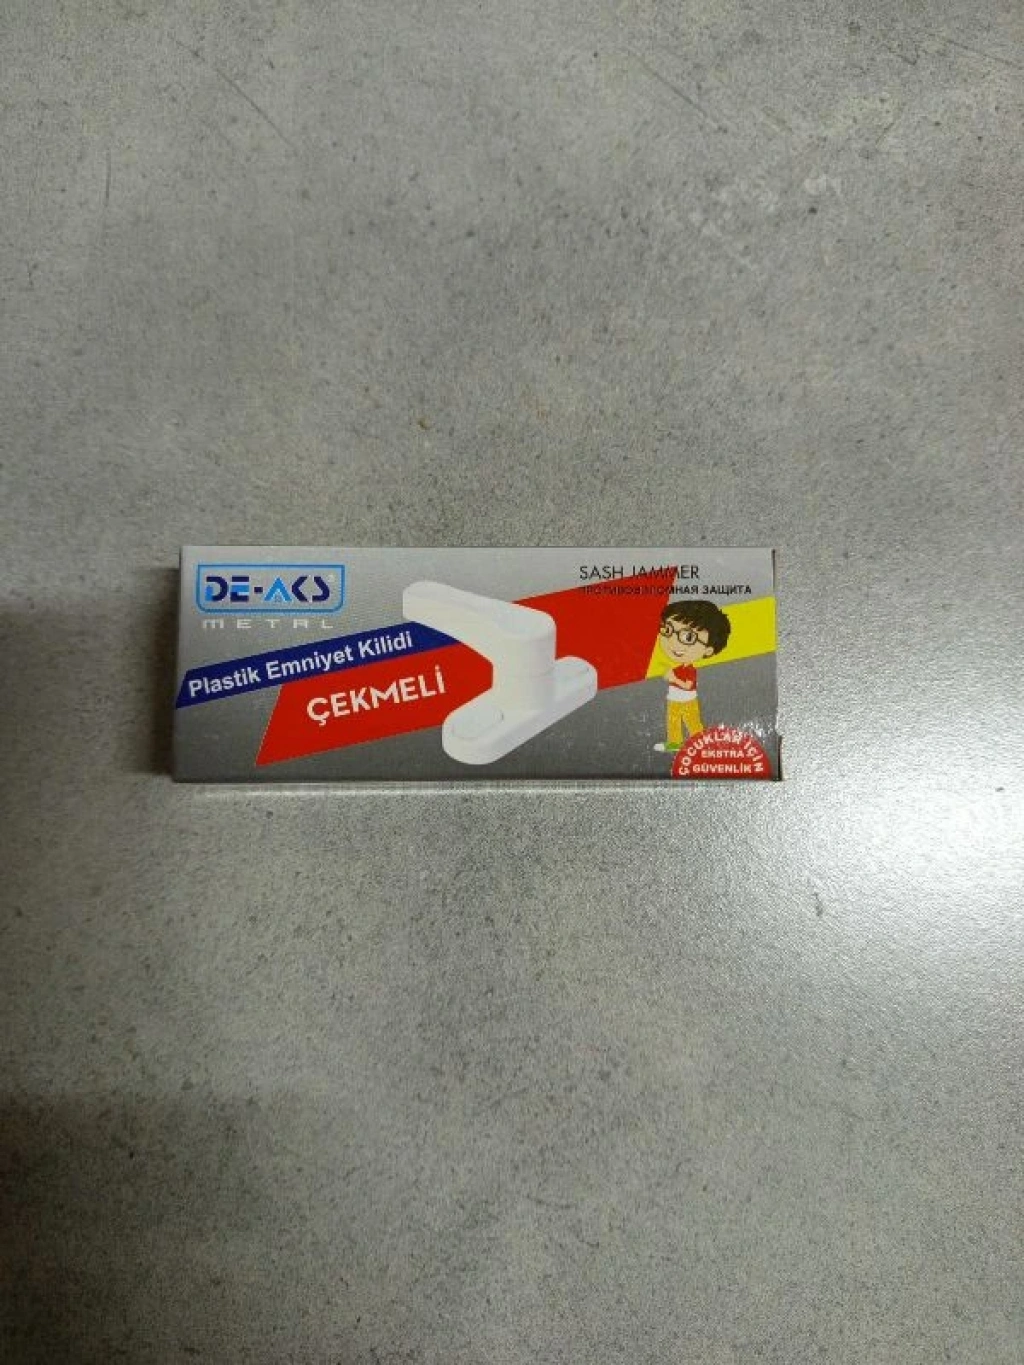 DE-AKS
METAL
Plastik Emniyet Kilidi
ÇEKMELİ
SASH JAMMER
ПРОТИВОВЗЛОМНАЯ ЗАЩИТА
ÇOCUKLAR İÇİN
EKSTRA
GÜVENLİK